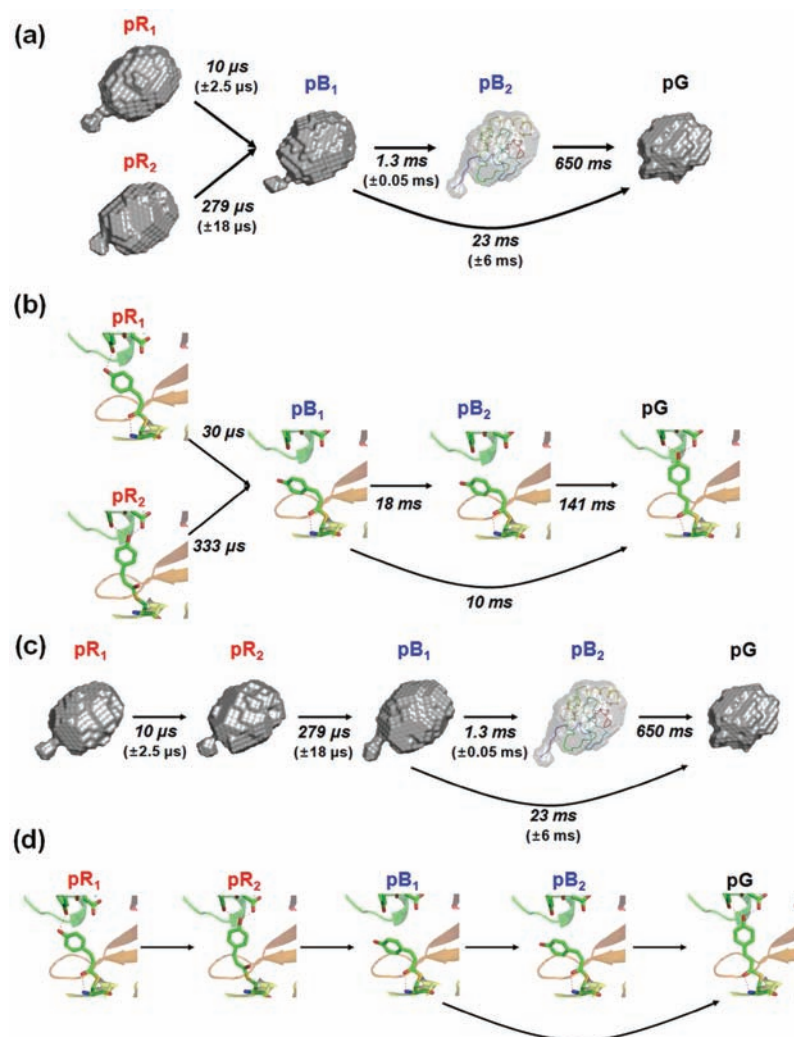 (a)
pR₁
10 μs
(±2.5 μs)
pB₁
pB₂
pG
pR₂
1.3 ms
(±0.05 ms)
650 ms
279 μs
(±18 μs)
23 ms
(±6 ms)
(b)
pR₁
30 μs
pB₁
pB₂
pG
pR₂
18 ms
141 ms
333 μs
10 ms
(c)
pR₁
pR₂
pB₁
pB₂
pG
10 μs
(±2.5 μs)
279 μs
(±18 μs)
1.3 ms
(±0.05 ms)
650 ms
23 ms
(±6 ms)
(d)
pR₁
pR₂
pB₁
pB₂
pG